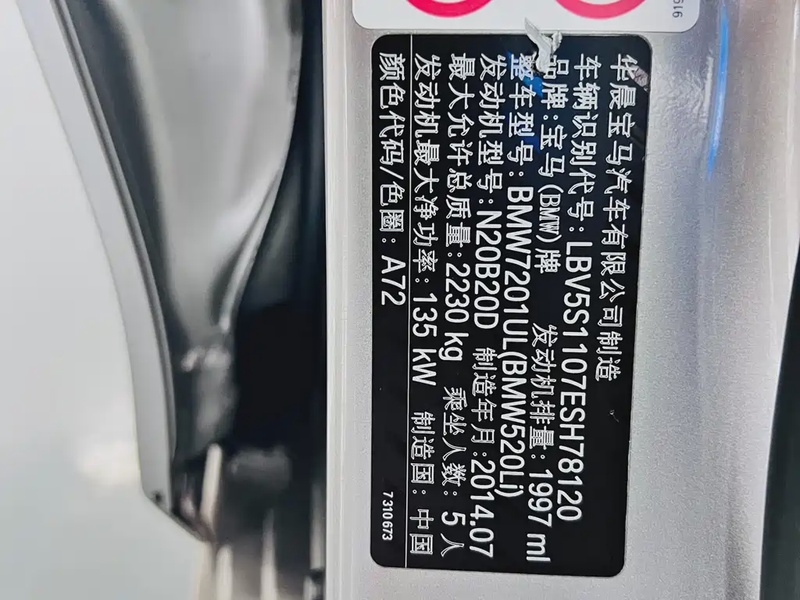 华晨宝马汽车有限公司制造
车辆识别代号:LBV5S1107ESH78120
品牌:宝马(BMW)牌 发动机排量:1997 ml
整车型号:BMW7201UL(BMW520Li)
发动机型号:N20B20D 制造年月:2014.07
最大允许总质量:2230 kg 乘坐人数:5人
发动机最大净功率:135 kW 制造国:中国
颜色代码/色圈:A72
7 310 673